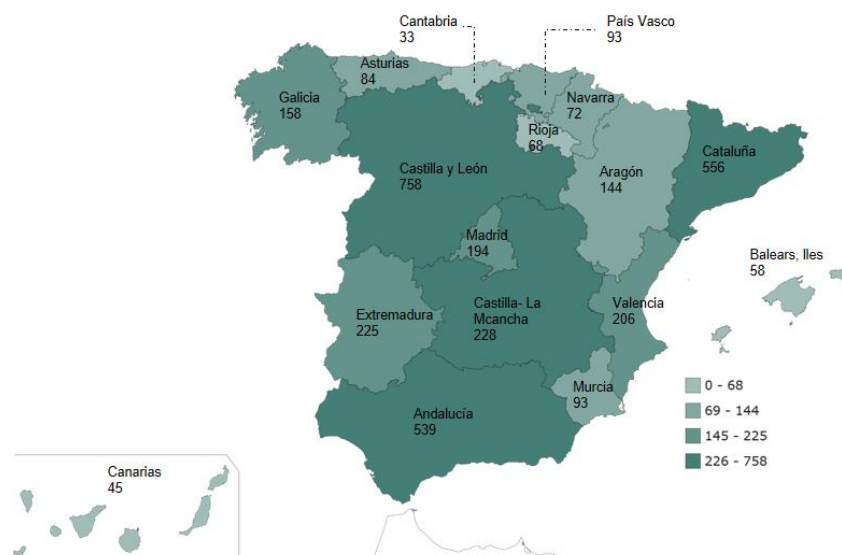 Cantabria
33
País Vasco
93
Asturias
84
Galicia
158
Navarra
72
Rioja
68
Cataluña
556
Castilla y León
758
Aragón
144
Madrid
194
Balears, Iles
58
Extremadura
225
Castilla- La
Mcancha
228
Valencia
206
Murcia
93
Andalucía
539
0 - 68
69 - 144
145 - 225
226 - 758
Canarias
45